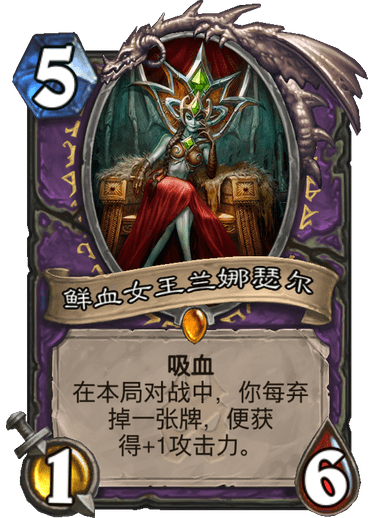 5
鲜血女王兰娜瑟尔
吸血
在本局对战中，你每弃
掉一张牌，便获
得+1攻击力。
1
6